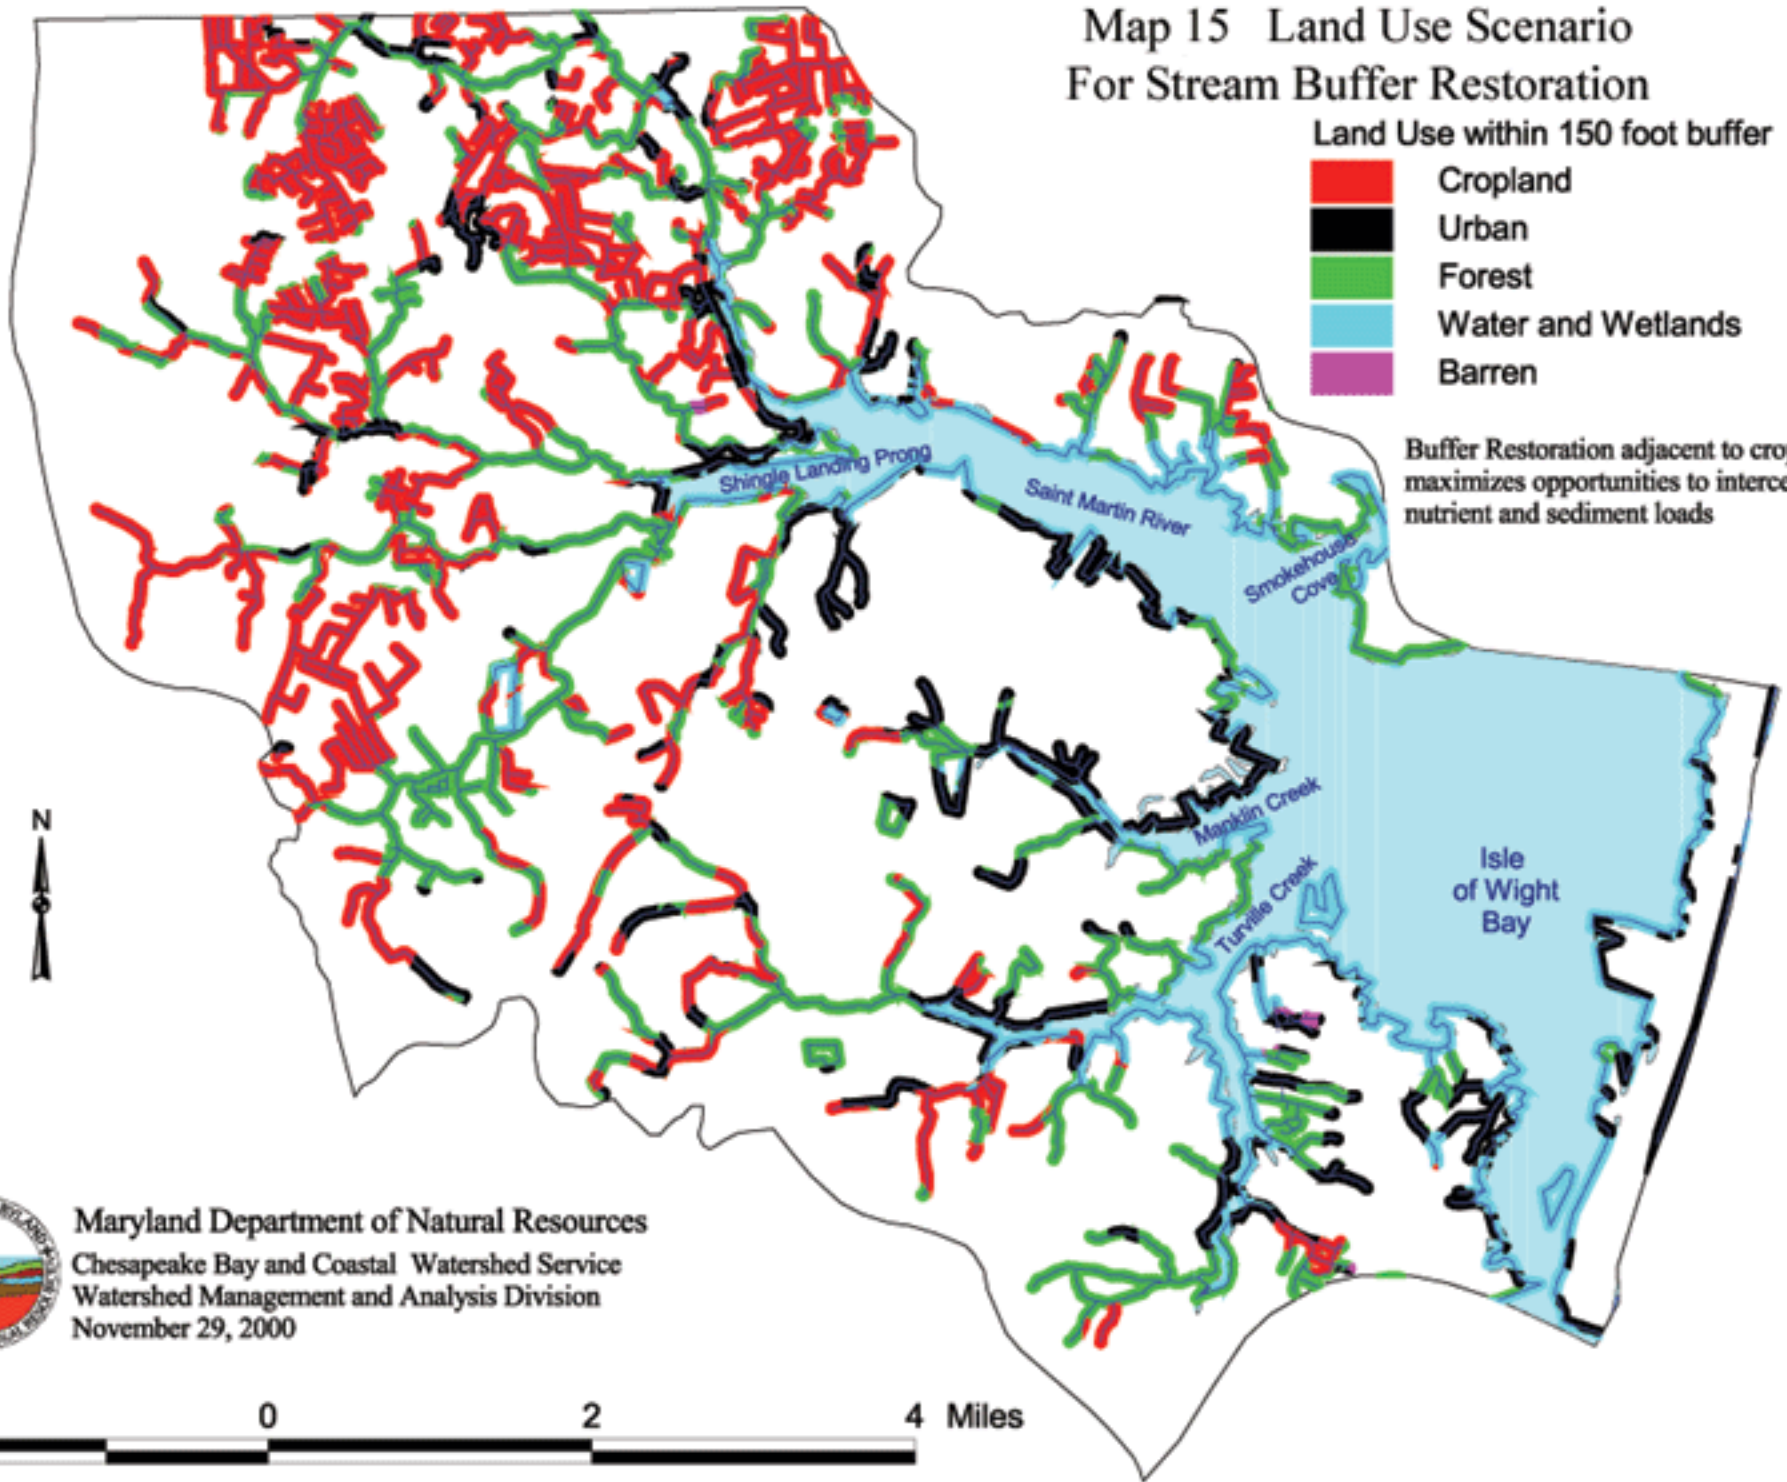 Map 15 Land Use Scenario
For Stream Buffer Restoration
Land Use within 150 foot buffer
Cropland
Urban
Forest
Water and Wetlands
Barren
Buffer Restoration adjacent to cro
maximizes opportunities to interce
nutrient and sediment loads
Shingle Landing Prong
Saint Martin River
Smokehouse
Cove
Manklin Creek
Turville Creek
Isle
of Wight
Bay
N
Maryland Department of Natural Resources
Chesapeake Bay and Coastal Watershed Service
Watershed Management and Analysis Division
November 29, 2000
0 2 4 Miles